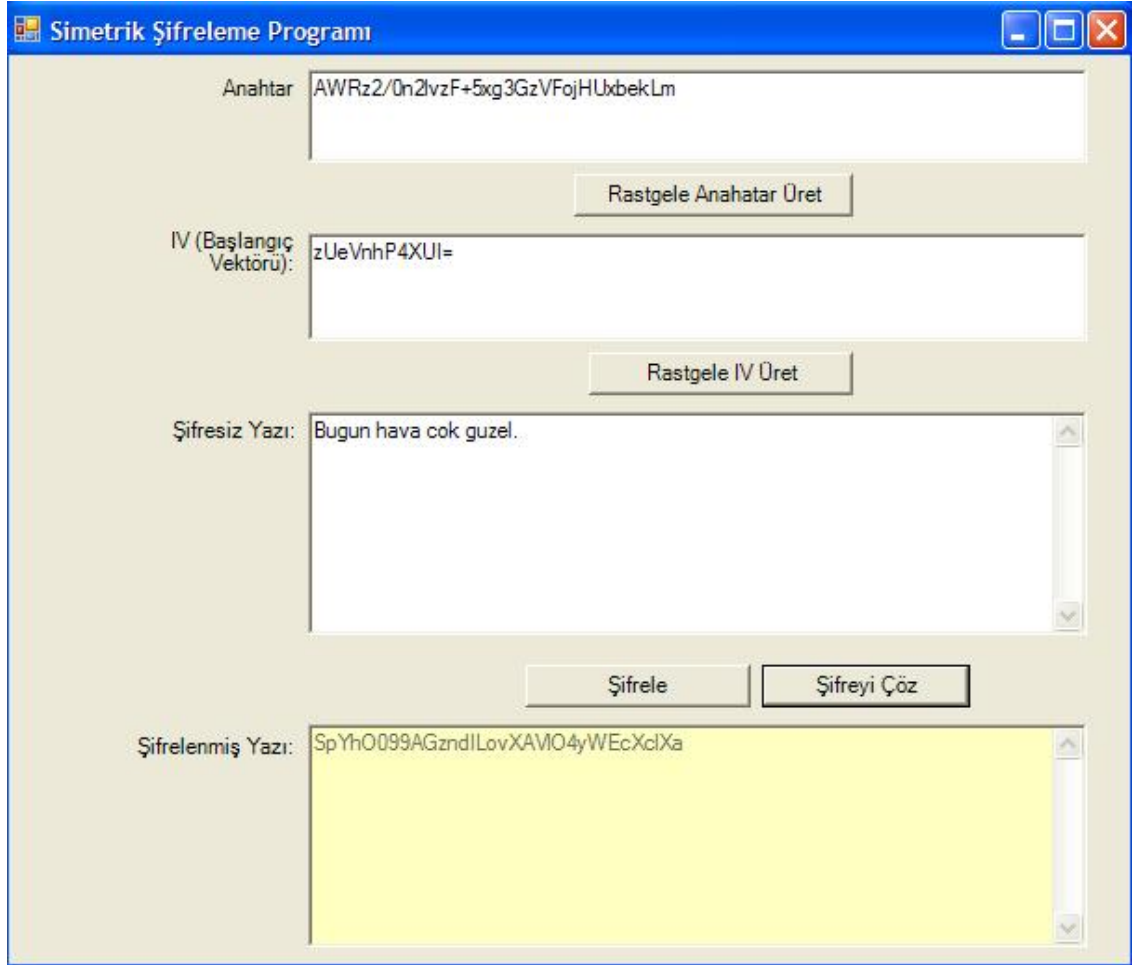 Simetrik Şifreleme Programı
Anahtar
AWRz2/0n2IvzF+5xg3GzVFojHUxbekLm
Rastgele Anahatar Üret
IV (Başlangıç
Vektörü):
zUeVnhP4XUI=
Rastgele IV Üret
Şifresiz Yazı:
Bugun hava cok guzel.
Şifrele
Şifreyi Çöz
Şifrelenmiş Yazı:
SpYhO099AGzndILovXAVlO4yWEcXclXa